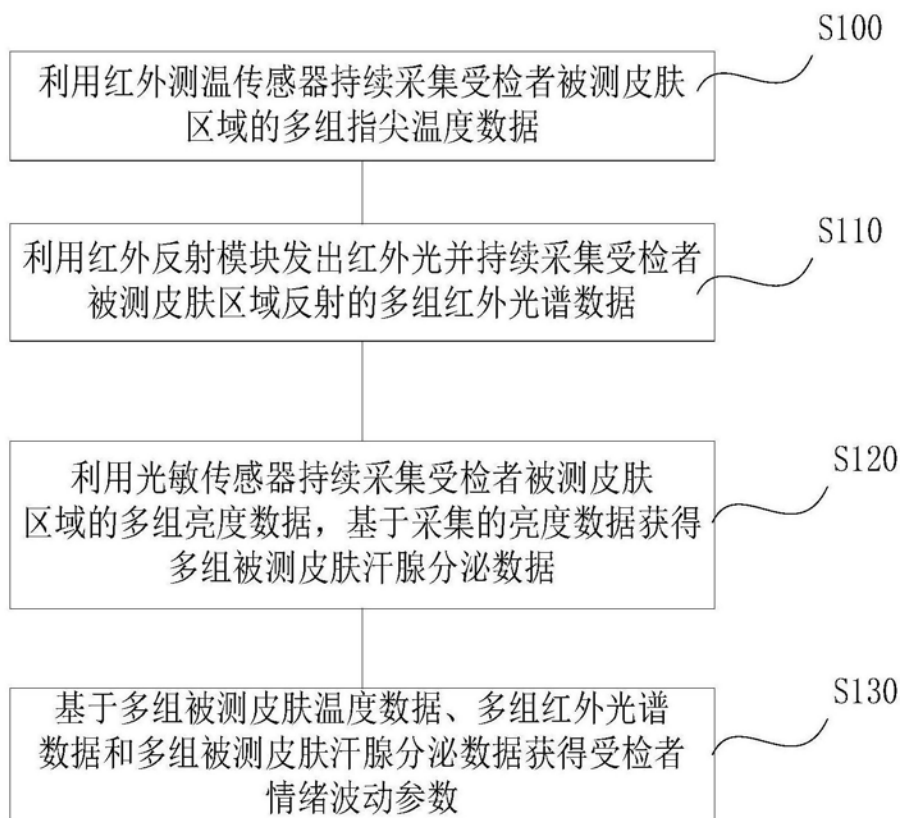 S100
利用红外测温传感器持续采集受检者被测皮肤
区域的多组指尖温度数据
S110
利用红外反射模块发出红外光并持续采集受检者
被测皮肤区域反射的多组红外光谱数据
S120
利用光敏传感器持续采集受检者被测皮肤
区域的多组亮度数据，基于采集的亮度数据获得
多组被测皮肤汗腺分泌数据
S130
基于多组被测皮肤温度数据、多组红外光谱
数据和多组被测皮肤汗腺分泌数据获得受检者
情绪波动参数